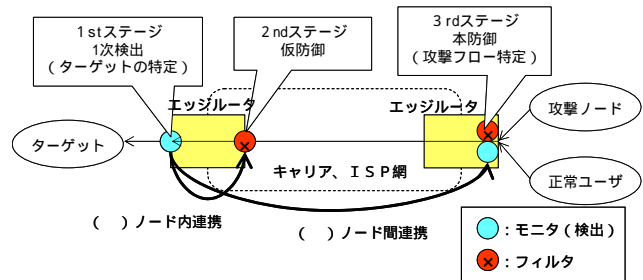 1stステージ
1次検出
(ターゲットの特定)
2ndステージ
仮防御
3rdステージ
本防御
(攻撃フロー特定)
エッジルータ
エッジルータ
攻撃ノード
ターゲット
キャリア、ISP網
正常ユーザ
( )ノード内連携
( )ノード間連携
:モニタ(検出)
:フィルタ